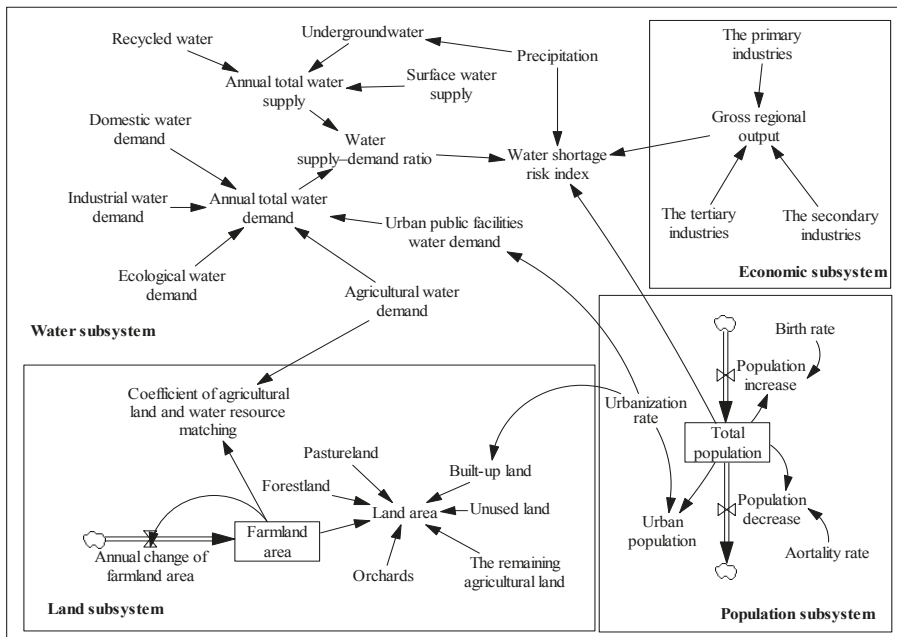 Recycled water
Undergroundwater
Precipitation
The primary
industries
Annual total water
supply
Surface water
supply
Gross regional
output
Domestic water
demand
Water
supply–demand ratio
Water shortage
risk index
Industrial water
demand
Annual total water
demand
Urban public facilities
water demand
The tertiary
industries
The secondary
industries
Economic subsystem
Ecological water
demand
Agricultural water
demand
Water subsystem
Birth rate
Population
increase
Coefficient of agricultural
land and water resource
matching
Urbanization
rate
Total
population
Pastureland
Built-up land
Forestland
Land area
Unused land
Population
decrease
Urban
population
Farmland
area
Annual change of
farmland area
Orchards
The remaining
agricultural land
Aortality rate
Land subsystem
Population subsystem